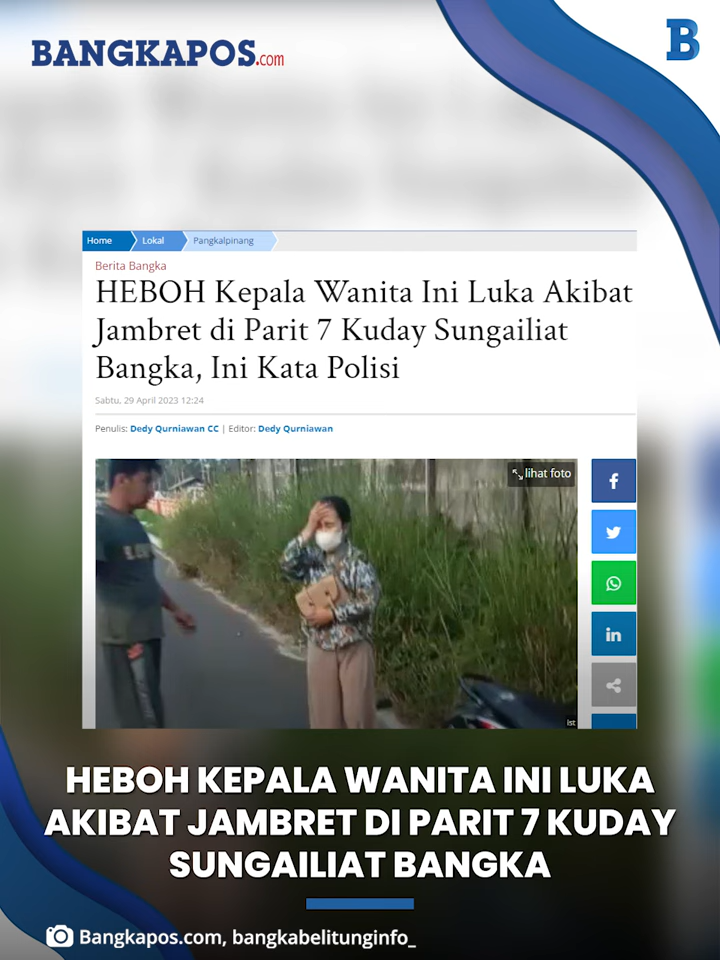 BANGKAPOS.com
B
Home Lokal Pangkalpinang
Berita Bangka
HEBOH Kepala Wanita Ini Luka Akibat
Jambret di Parit 7 Kuday Sungailiat
Bangka, Ini Kata Polisi
Sabtu, 29 April 2023 12:24
Penulis: Dedy Qurniawan CC | Editor: Dedy Qurniawan
lihat foto
f
in
Ist
HEBOH KEPALA WANITA INI LUKA
AKIBAT JAMBRET DI PARIT 7 KUDAY
SUNGAILIAT BANGKA
Bangkapos.com, bangkabelitunginfo_